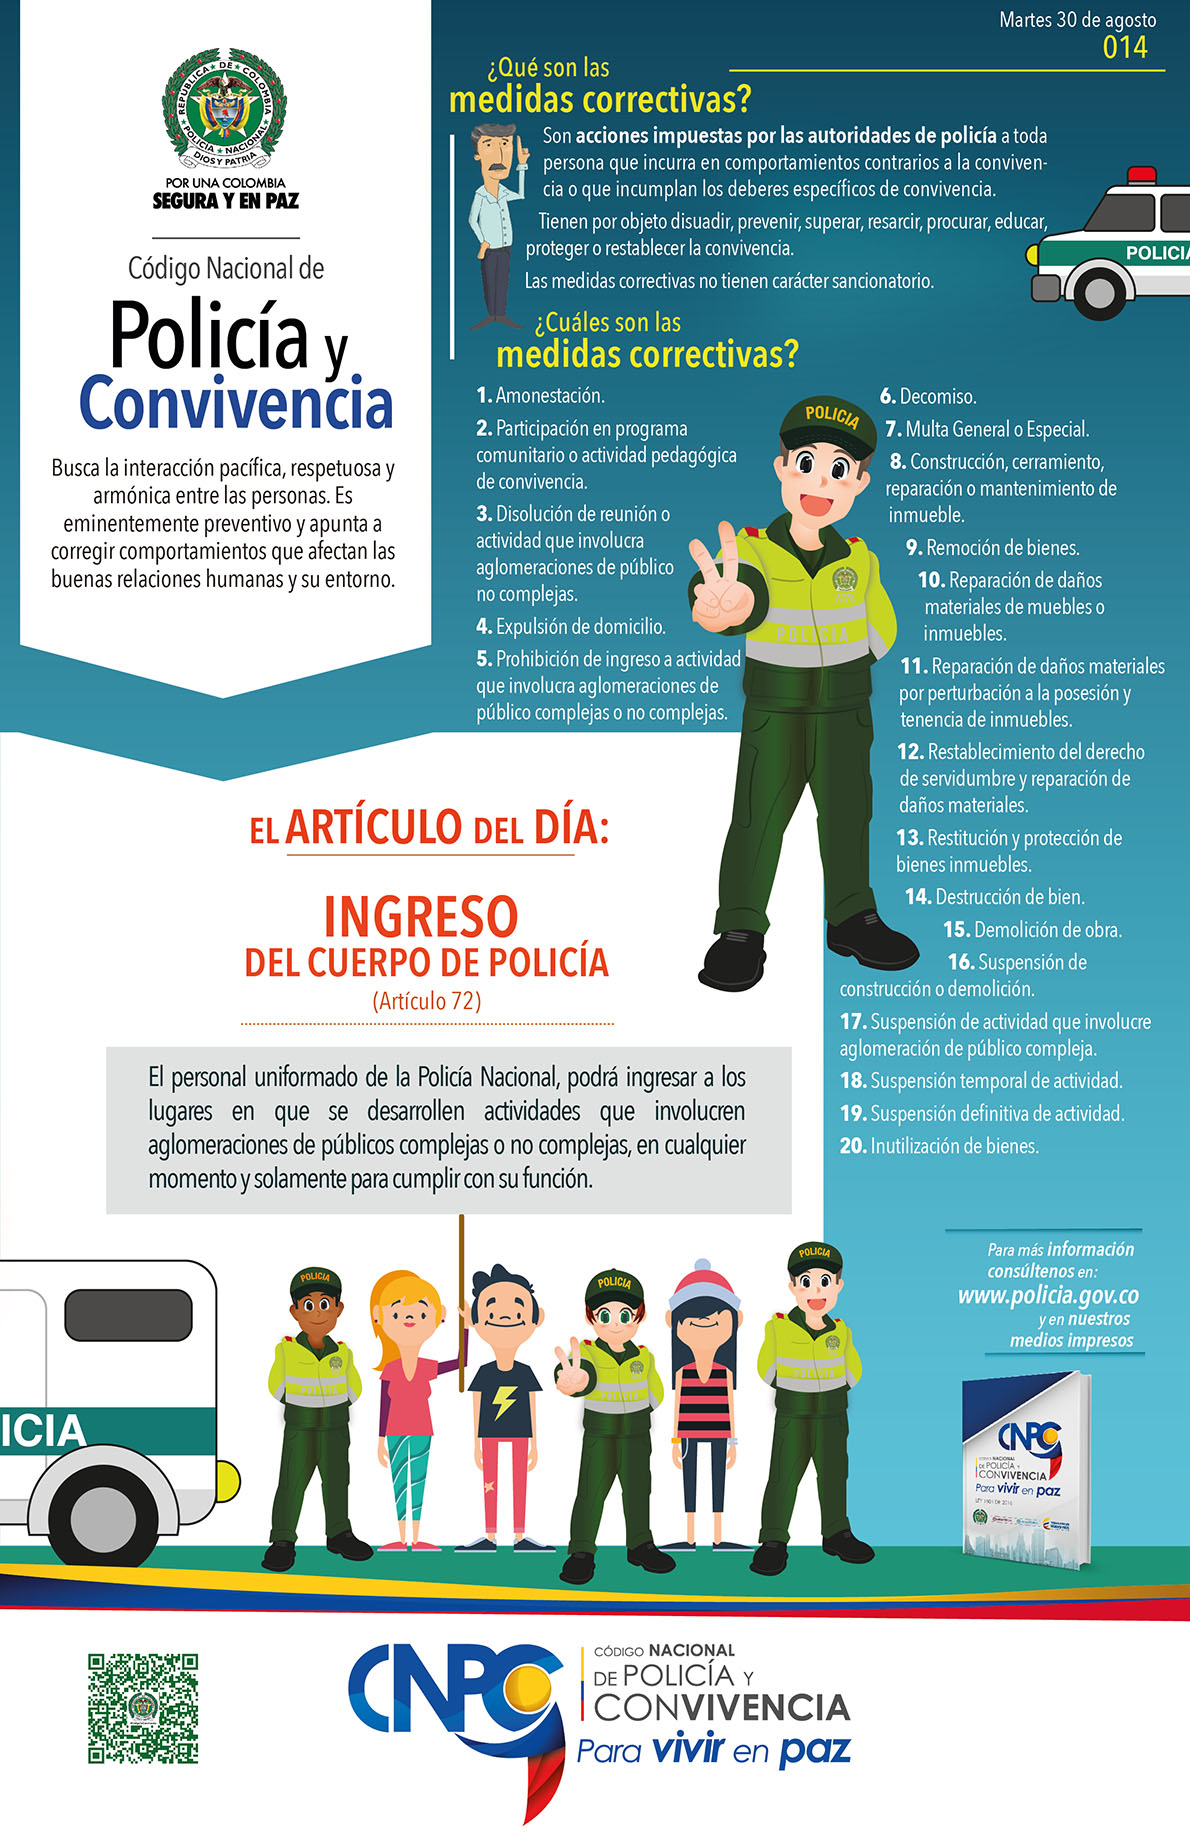 Martes 30 de agosto
014
REPÚBLICA DE COLOMBIA
POLICÍA NACIONAL
DIOS Y PATRIA
POR UNA COLOMBIA
SEGURA Y EN PAZ
Código Nacional de
Policía y
Convivencia
Busca la interacción pacífica, respetuosa y
armónica entre las personas. Es
eminentemente preventivo y apunta a
corregir comportamientos que afectan las
buenas relaciones humanas y su entorno.
¿Qué son las
medidas correctivas?
Son acciones impuestas por las autoridades de policía a toda
persona que incurra en comportamientos contrarios a la conviven-
cia o que incumplan los deberes específicos de convivencia.
Tienen por objeto disuadir, prevenir, superar, resarcir, procurar, educar,
proteger o restablecer la convivencia.
Las medidas correctivas no tienen carácter sancionatorio.
POLICIA
¿Cuáles son las
medidas correctivas?
1. Amonestación.
2. Participación en programa
comunitario o actividad pedagógica
de convivencia.
3. Disolución de reunión o
actividad que involucra
aglomeraciones de público
no complejas.
4. Expulsión de domicilio.
5. Prohibición de ingreso a actividad
que involucra aglomeraciones de
público complejas o no complejas.
POLICIA
POLICIA
6. Decomiso.
7. Multa General o Especial.
8. Construcción, cerramiento,
reparación o mantenimiento de
inmueble.
9. Remoción de bienes.
10. Reparación de daños
materiales de muebles o
inmuebles.
11. Reparación de daños materiales
por perturbación a la posesión y
tenencia de inmuebles.
12. Restablecimiento del derecho
de servidumbre y reparación de
daños materiales.
13. Restitución y protección de
bienes inmuebles.
14. Destrucción de bien.
15. Demolición de obra.
16. Suspensión de
construcción o demolición.
17. Suspensión de actividad que involucre
aglomeración de público compleja.
18. Suspensión temporal de actividad.
19. Suspensión definitiva de actividad.
20. Inutilización de bienes.
EL ARTÍCULO DEL DÍA:
INGRESO
DEL CUERPO DE POLICÍA
(Artículo 72)
El personal uniformado de la Policía Nacional, podrá ingresar a los
lugares en que se desarrollen actividades que involucren
aglomeraciones de públicos complejas o no complejas, en cualquier
momento y solamente para cumplir con su función.
Para más información
consúltenos en:
www.policia.gov.co
y en nuestros
medios impresos
POLICIA
POLICIA
POLICIA
POLICIA
POLICIA
POLICIA
ICIA
CNPC
CÓDIGO NACIONAL
DE POLICÍA Y
CONVIVENCIA
Para vivir en paz
CNPC
CÓDIGO NACIONAL
DE POLICÍA Y
CONVIVENCIA
Para vivir en paz